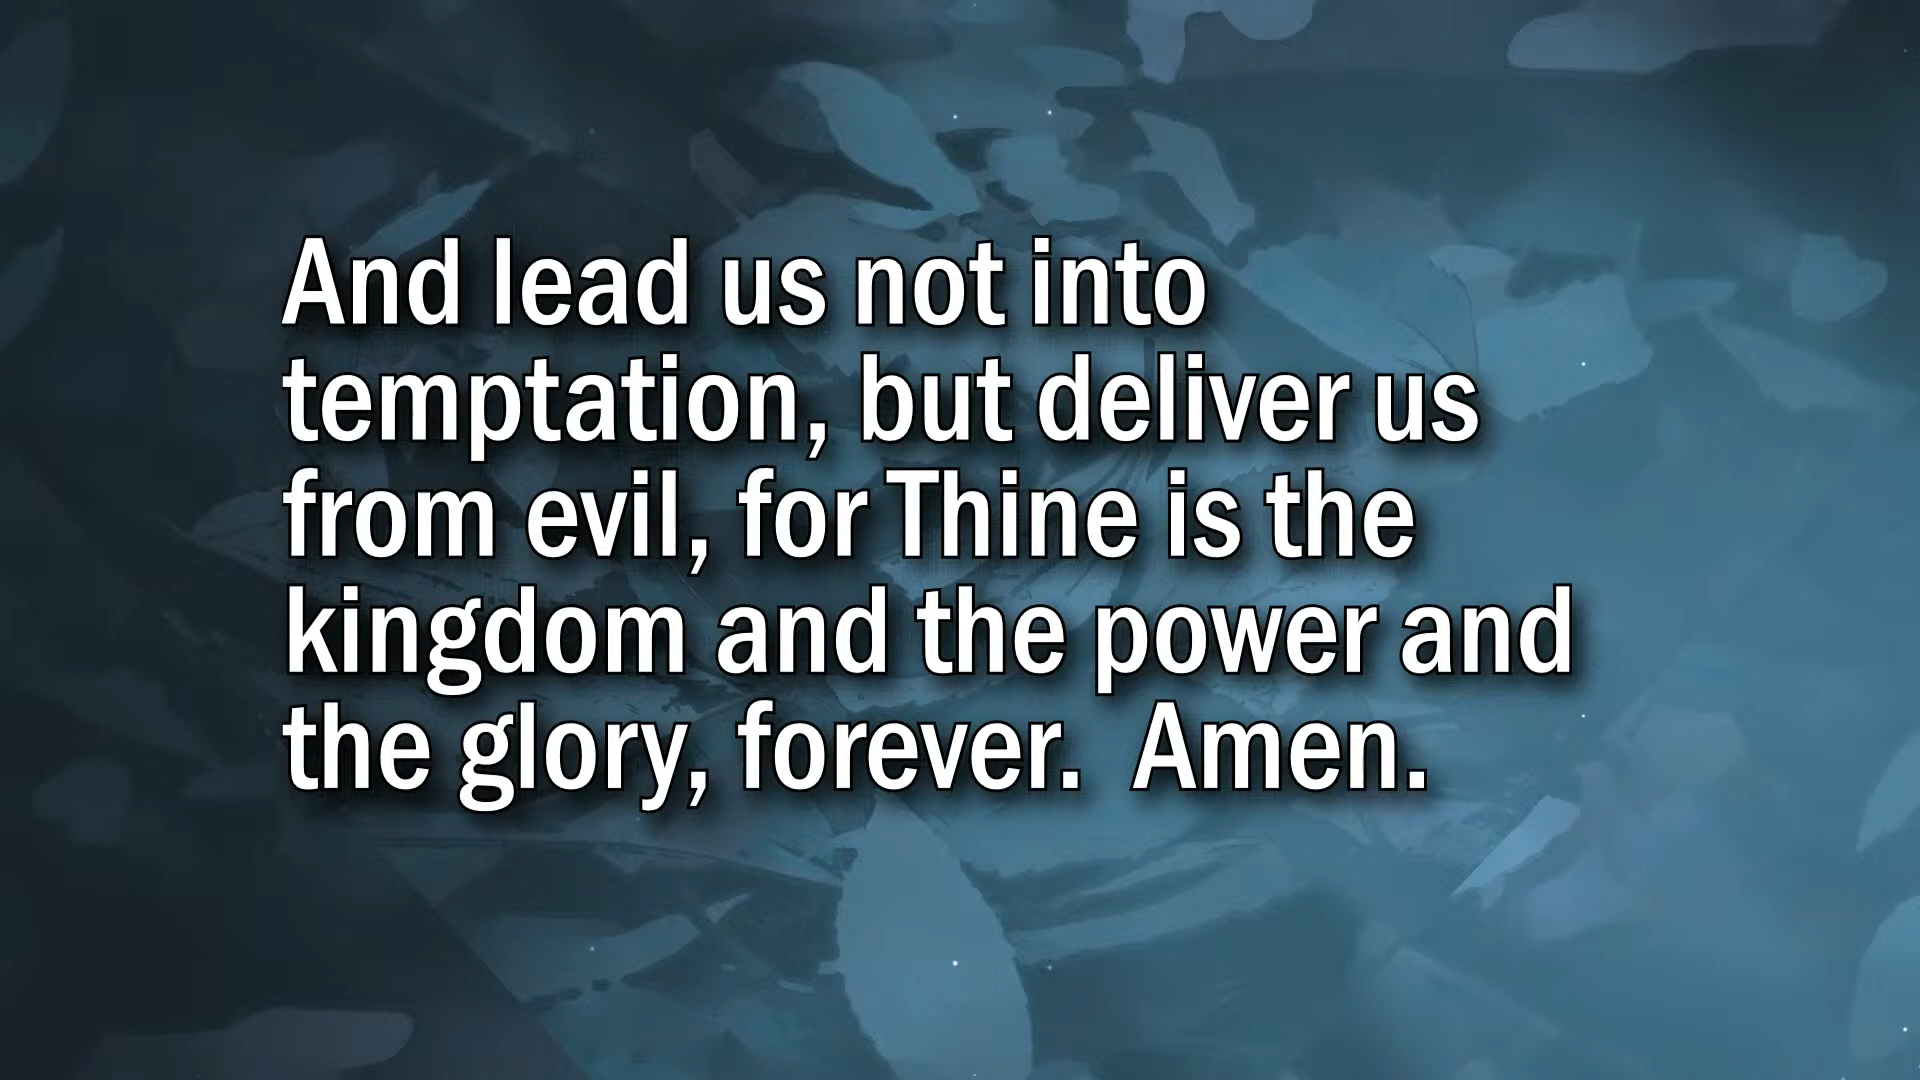 And lead us not into
temptation, but deliver us
from evil, for Thine is the
kingdom and the power and
the glory, forever.  Amen.